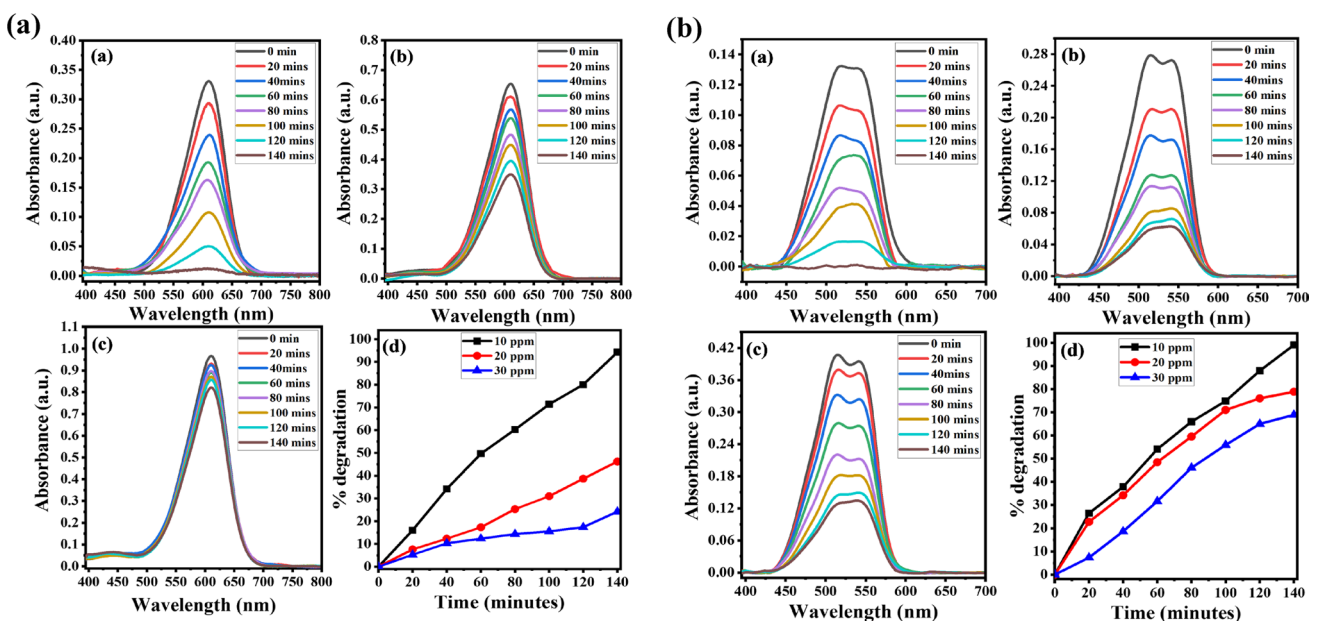 (a)
(a)
0.40
0.35
0.30
0.25
0.20
0.15
0.10
0.05
0.00
400 450 500 550 600 650 700 750 800
Absorbance (a.u.)
Wavelength (nm)
0 min
20 mins
40mins
60 mins
80 mins
100 mins
120 mins
140 mins
(b)
0.8
0.7
0.6
0.5
0.4
0.3
0.2
0.1
0.0
400 450 500 550 600 650 700 750 800
Absorbance (a.u.)
Wavelength (nm)
0 min
20 mins
40mins
60 mins
80 mins
100 mins
120 mins
140 mins
(c)
1.1
1.0
0.9
0.8
0.7
0.6
0.5
0.4
0.3
0.2
0.1
0.0
400 450 500 550 600 650 700 750 800
Absorbance (a.u.)
Wavelength (nm)
0 min
20 mins
40mins
60 mins
80 mins
100 mins
120 mins
140 mins
(d)
100
90
80
70
60
50
40
30
20
10
0
0 20 40 60 80 100 120 140
% degradation
Time (minutes)
10 ppm
20 ppm
30 ppm
(b)
(a)
0.14
0.12
0.10
0.08
0.06
0.04
0.02
0.00
400 450 500 550 600 650 700
Absorbance (a.u.)
Wavelength (nm)
0 min
20 mins
40mins
60 mins
80 mins
100 mins
120 mins
140 mins
(b)
0.28
0.24
0.20
0.16
0.12
0.08
0.04
0.00
400 450 500 550 600 650 700
Absorbance (a.u.)
Wavelength (nm)
0 min
20 mins
40mins
60 mins
80 mins
100 mins
120 mins
140 mins
(c)
0.42
0.36
0.30
0.24
0.18
0.12
0.06
0.00
400 450 500 550 600 650 700
Absorbance (a.u.)
Wavelength (nm)
0 min
20 mins
40mins
60 mins
80 mins
100 mins
120 mins
140 mins
(d)
100
90
80
70
60
50
40
30
20
10
0
0 20 40 60 80 100 120 140
% degradation
Time (minutes)
10 ppm
20 ppm
30 ppm